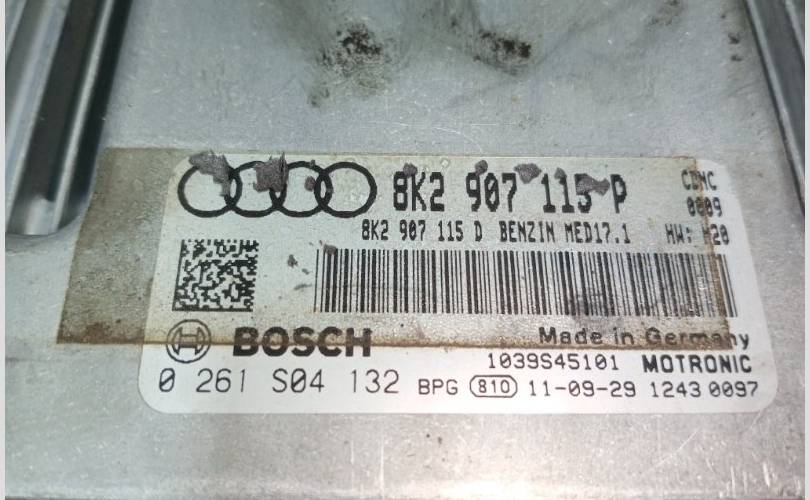 8K2 907 115 P
CDNC
0009
8K2 907 115 D BENZIN MED17.1 HW: H20
BOSCH
Made in Germany
1039S45101 MOTRONIC
0 261 S04 132 BPG 810 11-09-29 1243 0097